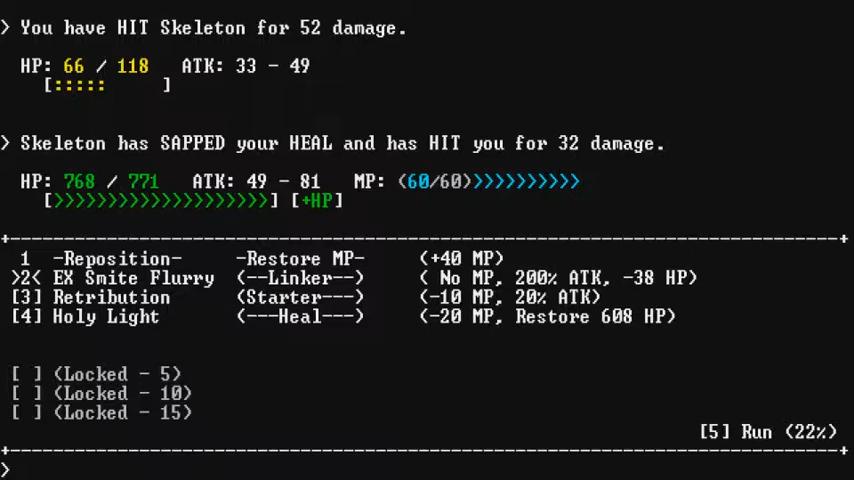 > You have HIT Skeleton for 52 damage.
HP: 66 / 118 ATK: 33 - 49
[::::: ]
> Skeleton has SAPPED your HEAL and has HIT you for 32 damage.
HP: 768 / 771 ATK: 49 - 81 MP: (60/60)>>>>>>>>>>
[>>>>>>>>>>>>>>>>>>>>] [+HP]
1 -Reposition- -Restore MP- (+40 MP)
>2< EX Smite Flurry (--Linker--) ( No MP, 200% ATK, -38 HP)
[3] Retribution (Starter---) (-10 MP, 20% ATK)
[4] Holy Light (---Heal---) (-20 MP, Restore 608 HP)
[ ] (Locked - 5)
[ ] (Locked - 10)
[ ] (Locked - 15)
[5] Run (22%)
>